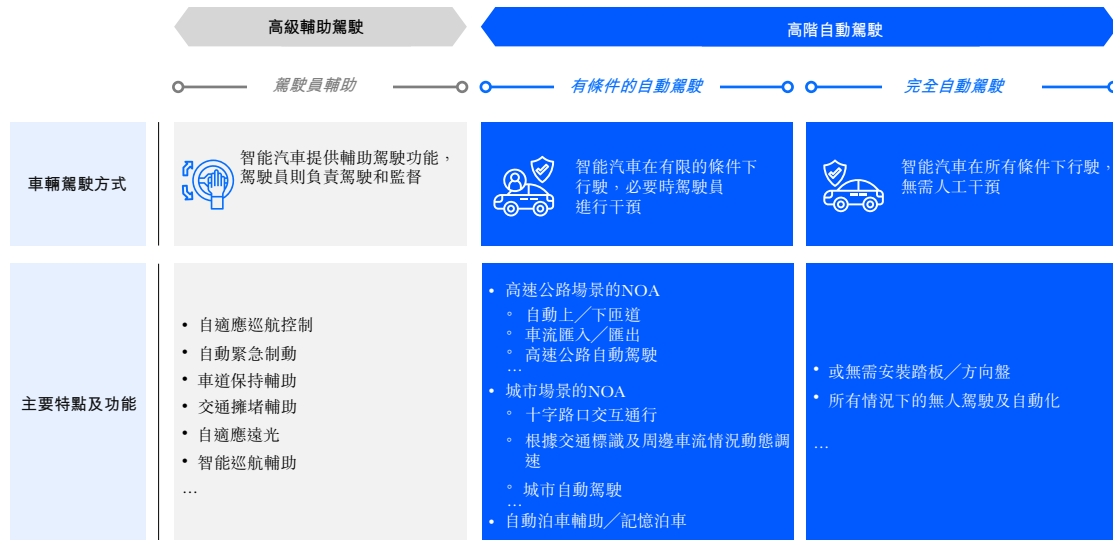 高級輔助駕駛
高階自動駕駛
駕駛員輔助
有條件的自動駕駛
完全自動駕駛
車輛駕駛方式
智能汽車提供輔助駕駛功能，
駕駛員則負責駕駛和監督
智能汽車在有限的條件下
行駛，必要時駕駛員
進行干預
智能汽車在所有條件下行駛，
無需人工干預
主要特點及功能
• 自適應巡航控制
• 自動緊急制動
• 車道保持輔助
• 交通擁堵輔助
• 自適應遠光
• 智能巡航輔助
…
• 高速公路場景的NOA
° 自動上／下匝道
° 車流匯入／匯出
° 高速公路自動駕駛
…
• 城市場景的NOA
° 十字路口交互通行
° 根據交通標識及周邊車流情況動態調
速
° 城市自動駕駛
…
• 自動泊車輔助／記憶泊車
• 或無需安裝踏板／方向盤
• 所有情況下的無人駕駛及自動化
…